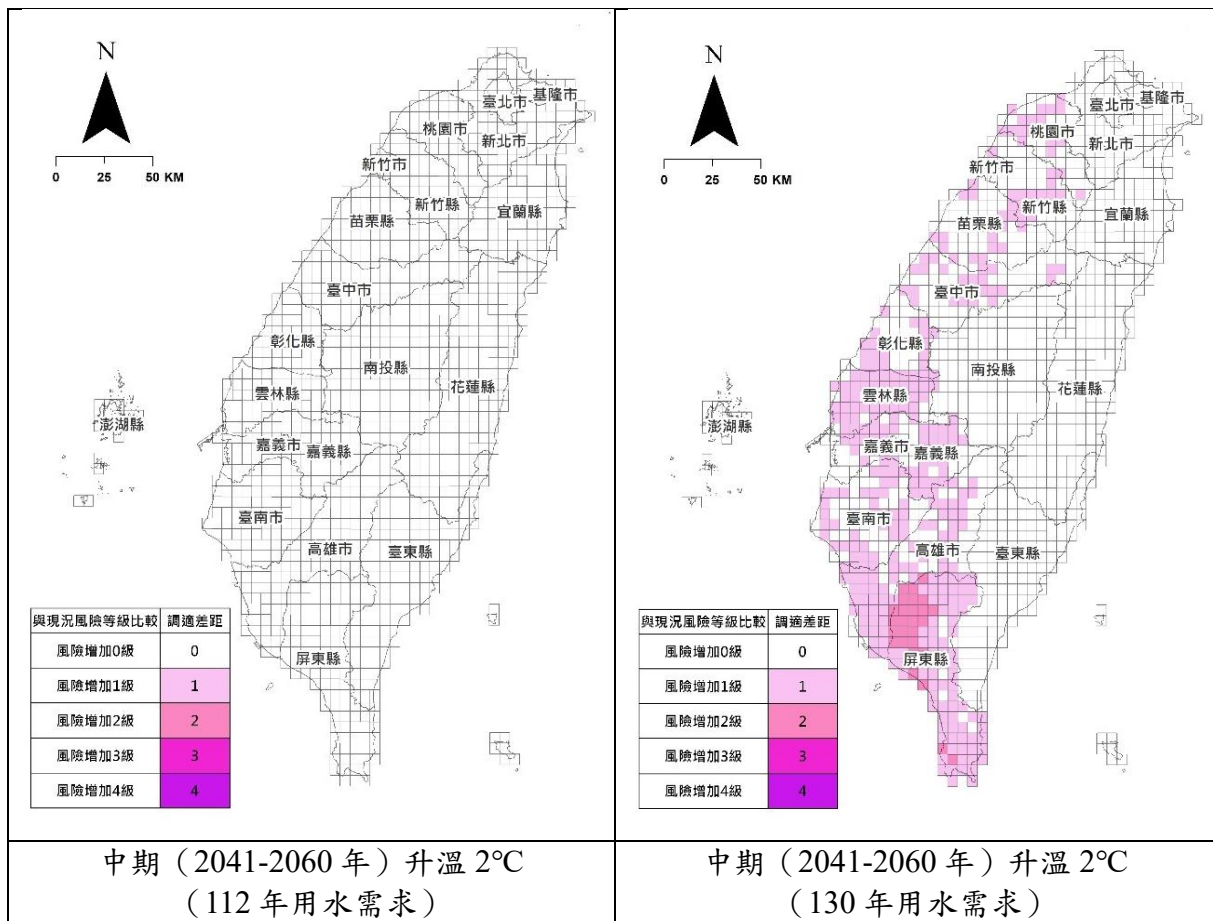 N
0 25 50 KM
基隆市
臺北市
桃園市
新北市
新竹市
新竹縣
宜蘭縣
苗栗縣
臺中市
彰化縣
南投縣
花蓮縣
雲林縣
澎湖縣
嘉義市
嘉義縣
臺南市
高雄市
臺東縣
屏東縣
與現況風險等級比較 調適差距
風險增加0級 0
風險增加1級 1
風險增加2級 2
風險增加3級 3
風險增加4級 4
中期（2041-2060 年）升溫 2°C
（112 年用水需求）
N
0 25 50 KM
基隆市
臺北市
桃園市
新北市
新竹市
新竹縣
宜蘭縣
苗栗縣
臺中市
彰化縣
南投縣
花蓮縣
雲林縣
澎湖縣
嘉義市
嘉義縣
臺南市
高雄市
臺東縣
屏東縣
與現況風險等級比較 調適差距
風險增加0級 0
風險增加1級 1
風險增加2級 2
風險增加3級 3
風險增加4級 4
中期（2041-2060 年）升溫 2°C
（130 年用水需求）